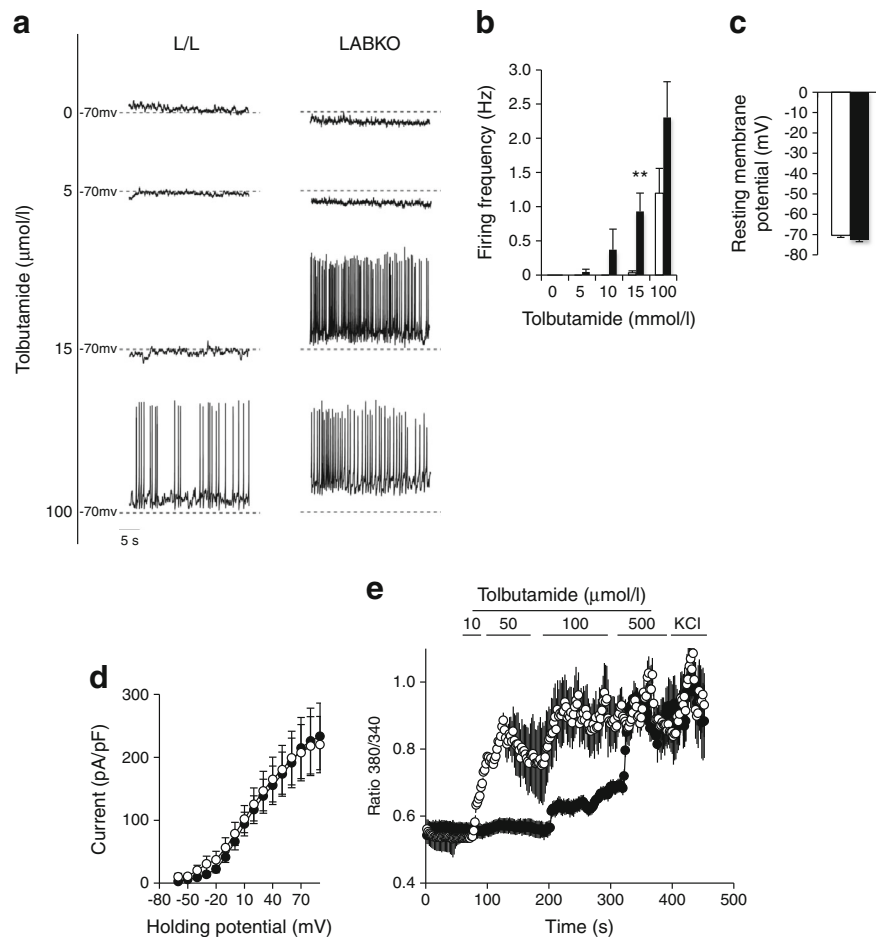 a
L/L
LABKO
Tolbutamide (μmol/l)
0
-70mv
5
-70mv
15
-70mv
100
-70mv
5 s
b
Firing frequency (Hz)
3.0
2.5
2.0
1.5
1.0
0.5
0
**
0 5 10 15 100
Tolbutamide (mmol/l)
c
Resting membrane
potential (mV)
0
-10
-20
-30
-40
-50
-60
-70
-80
d
Current (pA/pF)
300
200
100
0
-80 -50 -20 10 40 70
Holding potential (mV)
e
Tolbutamide (μmol/l)
10 50 100 500 KCl
Ratio 380/340
1.0
0.8
0.6
0.4
0 100 200 300 400 500
Time (s)